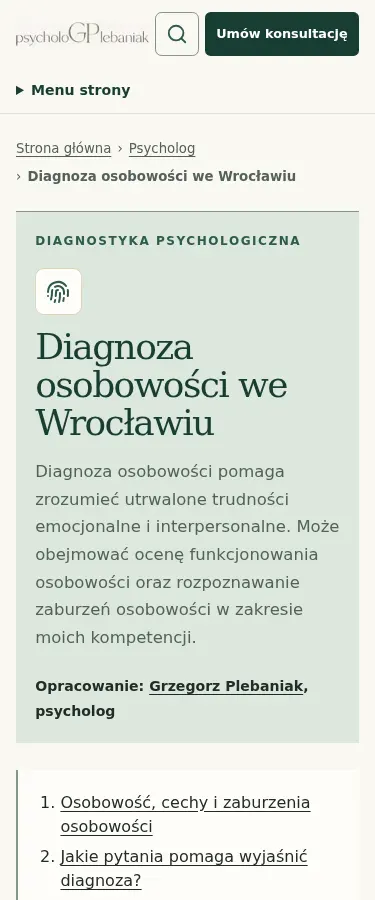 psychologGPlebaniak
Umów konsultację
Menu strony
Strona główna › Psycholog
› Diagnoza osobowości we Wrocławiu
DIAGNOSTYKA PSYCHOLOGICZNA
Diagnoza
osobowości we
Wrocławiu
Diagnoza osobowości pomaga
zrozumieć utrwalone trudności
emocjonalne i interpersonalne. Może
obejmować ocenę funkcjonowania
osobowości oraz rozpoznawanie
zaburzeń osobowości w zakresie
moich kompetencji.
Opracowanie: Grzegorz Plebaniak,
psycholog
1. Osobowość, cechy i zaburzenia
osobowości
2. Jakie pytania pomaga wyjaśnić
diagnoza?